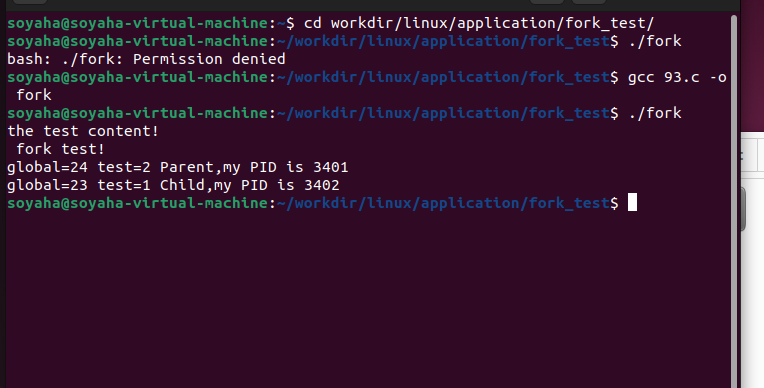 soyaha@soyaha-virtual-machine:~$ cd workdir/linux/application/fork_test/
soyaha@soyaha-virtual-machine:~/workdir/linux/application/fork_test$ ./fork
bash: ./fork: Permission denied
soyaha@soyaha-virtual-machine:~/workdir/linux/application/fork_test$ gcc 93.c -o
 fork
soyaha@soyaha-virtual-machine:~/workdir/linux/application/fork_test$ ./fork
the test content!
 fork test!
global=24 test=2 Parent,my PID is 3401
global=23 test=1 Child,my PID is 3402
soyaha@soyaha-virtual-machine:~/workdir/linux/application/fork_test$